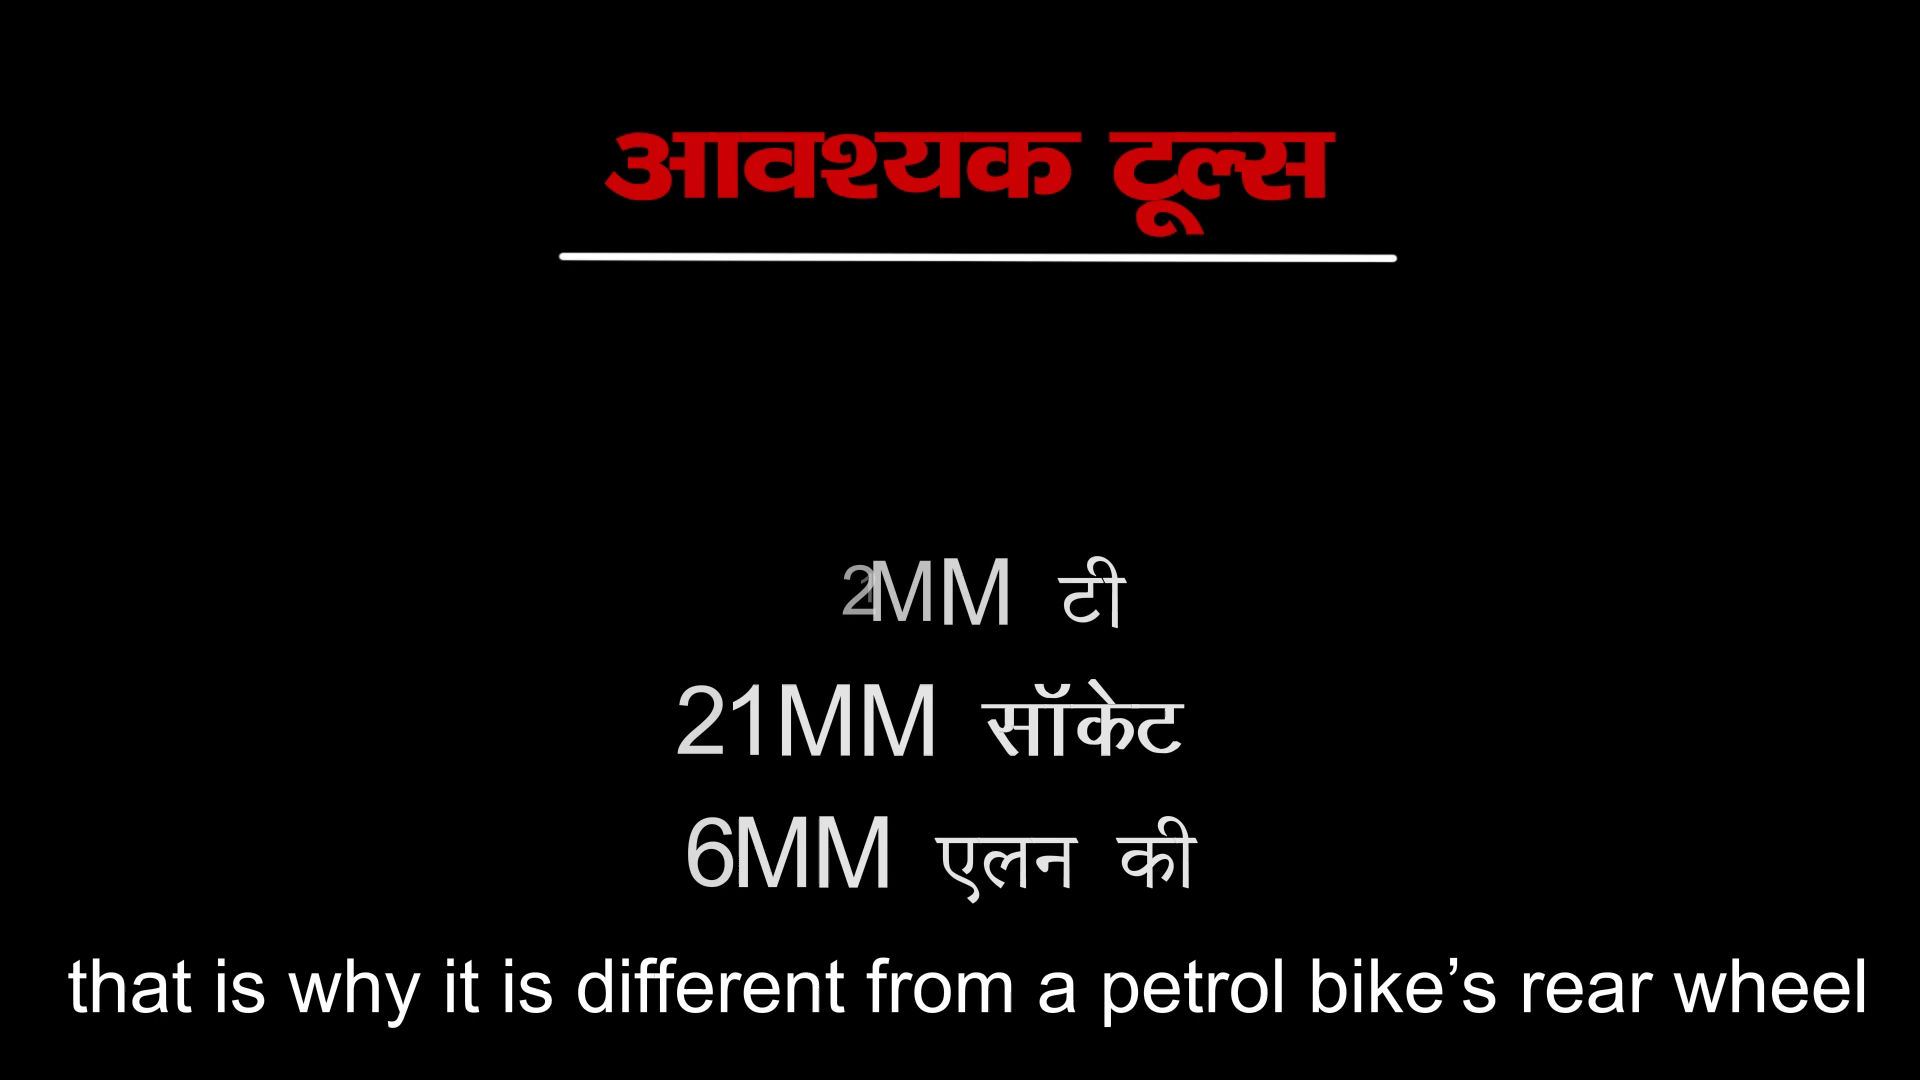 आवश्यक टूल्स
MM टी
21MM सॉकेट
6MM एलन की
that is why it is different from a petrol bike’s rear wheel